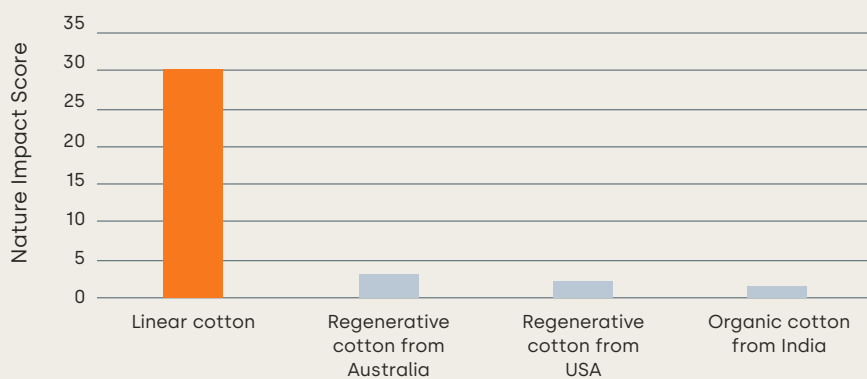 Nature Impact Score
35
30
25
20
15
10
5
0
Linear cotton
Regenerative
cotton from
Australia
Regenerative
cotton from
USA
Organic cotton
from India